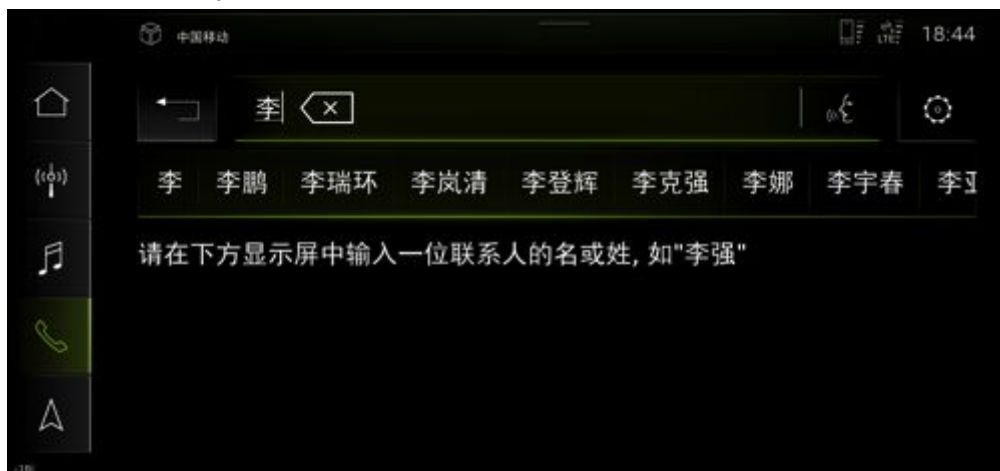 中国移动
LTE
18:44
李
李 李鹏 李瑞环 李岚清 李登辉 李克强 李娜 李宇春
请在下方显示屏中输入一位联系人的名或姓, 如"李强"